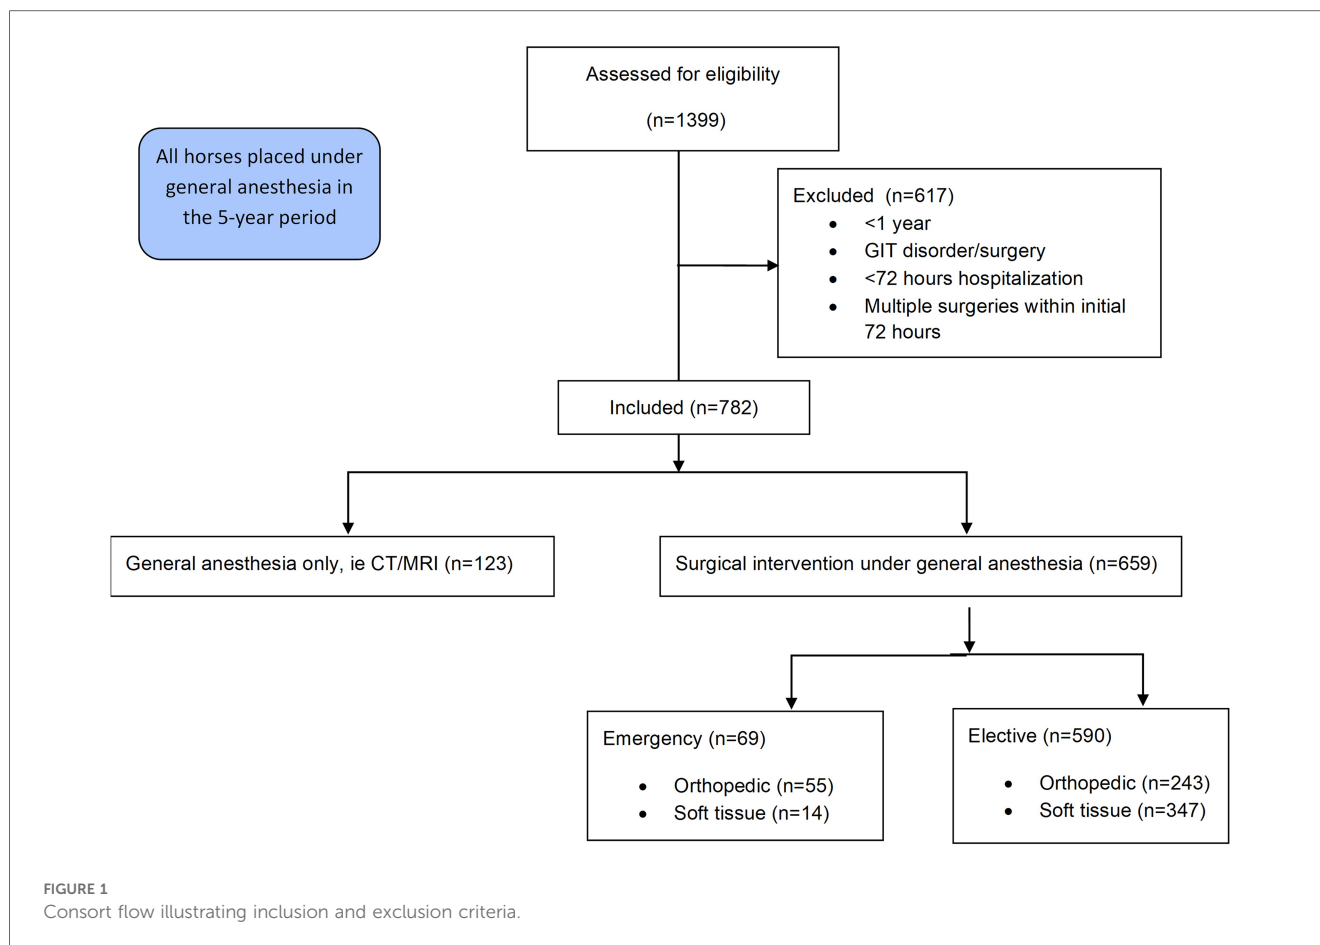 Assessed for eligibility
(n=1399)
All horses placed under
general anesthesia in
the 5-year period
Excluded (n=617)
• <1 year
• GIT disorder/surgery
• <72 hours hospitalization
• Multiple surgeries within initial
72 hours
Included (n=782)
General anesthesia only, ie CT/MRI (n=123)
Surgical intervention under general anesthesia (n=659)
Emergency (n=69)
• Orthopedic (n=55)
• Soft tissue (n=14)
Elective (n=590)
• Orthopedic (n=243)
• Soft tissue (n=347)
FIGURE 1
Consort flow illustrating inclusion and exclusion criteria.